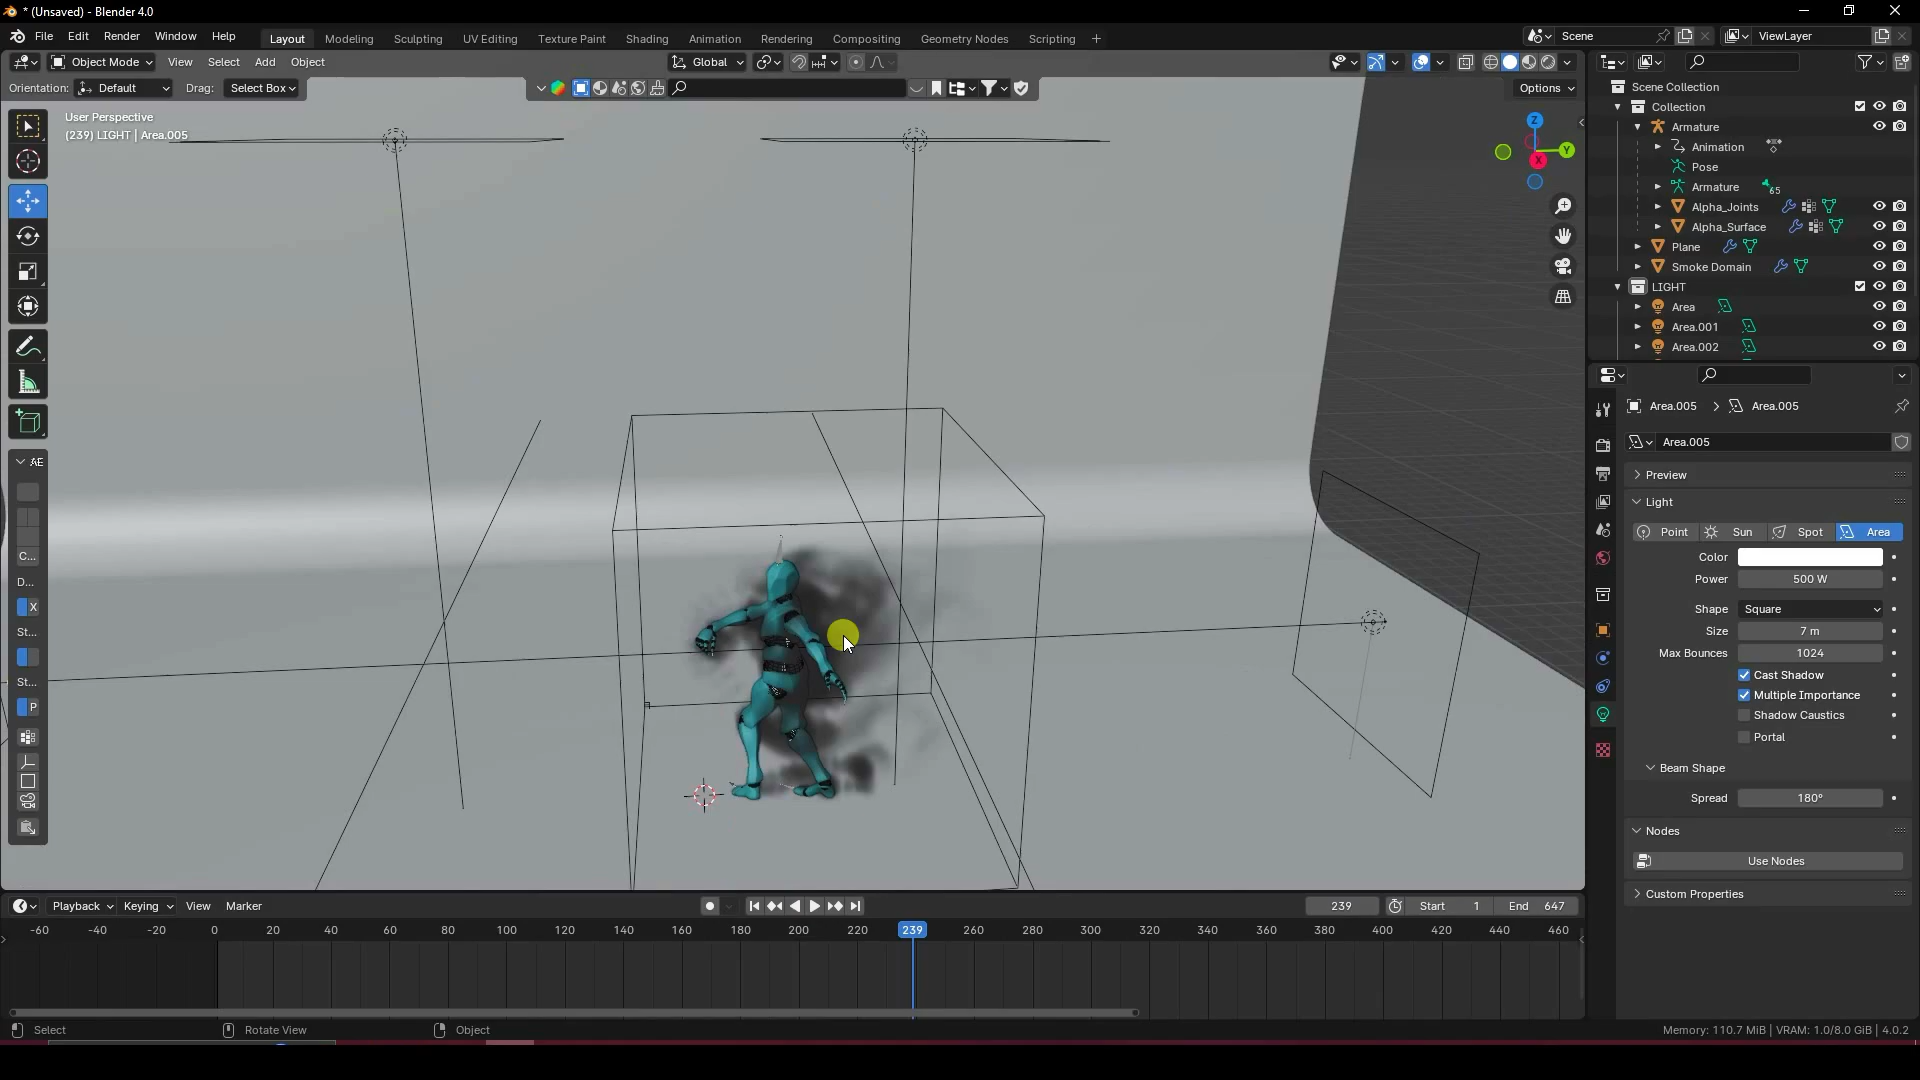 * (Unsaved) - Blender 4.0
File Edit Render Window Help Layout Modeling Sculpting UV Editing Texture Paint Shading Animation Rendering Compositing Geometry Nodes Scripting + Scene ViewLayer
Object Mode View Select Add Object Global
Orientation: Default Drag: Select Box Options
User Perspective
(239) LIGHT | Area.005
Z
Y
X
AE
C...
D...
X
St...
St...
P
Scene Collection
Collection
Armature
Animation
Pose
Armature 65
Alpha_Joints
Alpha_Surface
Plane
Smoke Domain
LIGHT
Area
Area.001
Area.002
Area.005 > Area.005
Area.005
Preview
Light
Point Sun Spot Area
Color
Power 500 W
Shape Square
Size 7 m
Max Bounces 1024
Cast Shadow
Multiple Importance
Shadow Caustics
Portal
Beam Shape
Spread 180°
Nodes
Use Nodes
Custom Properties
Playback Keying View Marker 239 Start 1 End 647
-60 -40 -20 0 20 40 60 80 100 120 140 160 180 200 220 239 260 280 300 320 340 360 380 400 420 440 460
Select Rotate View Object Memory: 110.7 MiB | VRAM: 1.0/8.0 GiB | 4.0.2